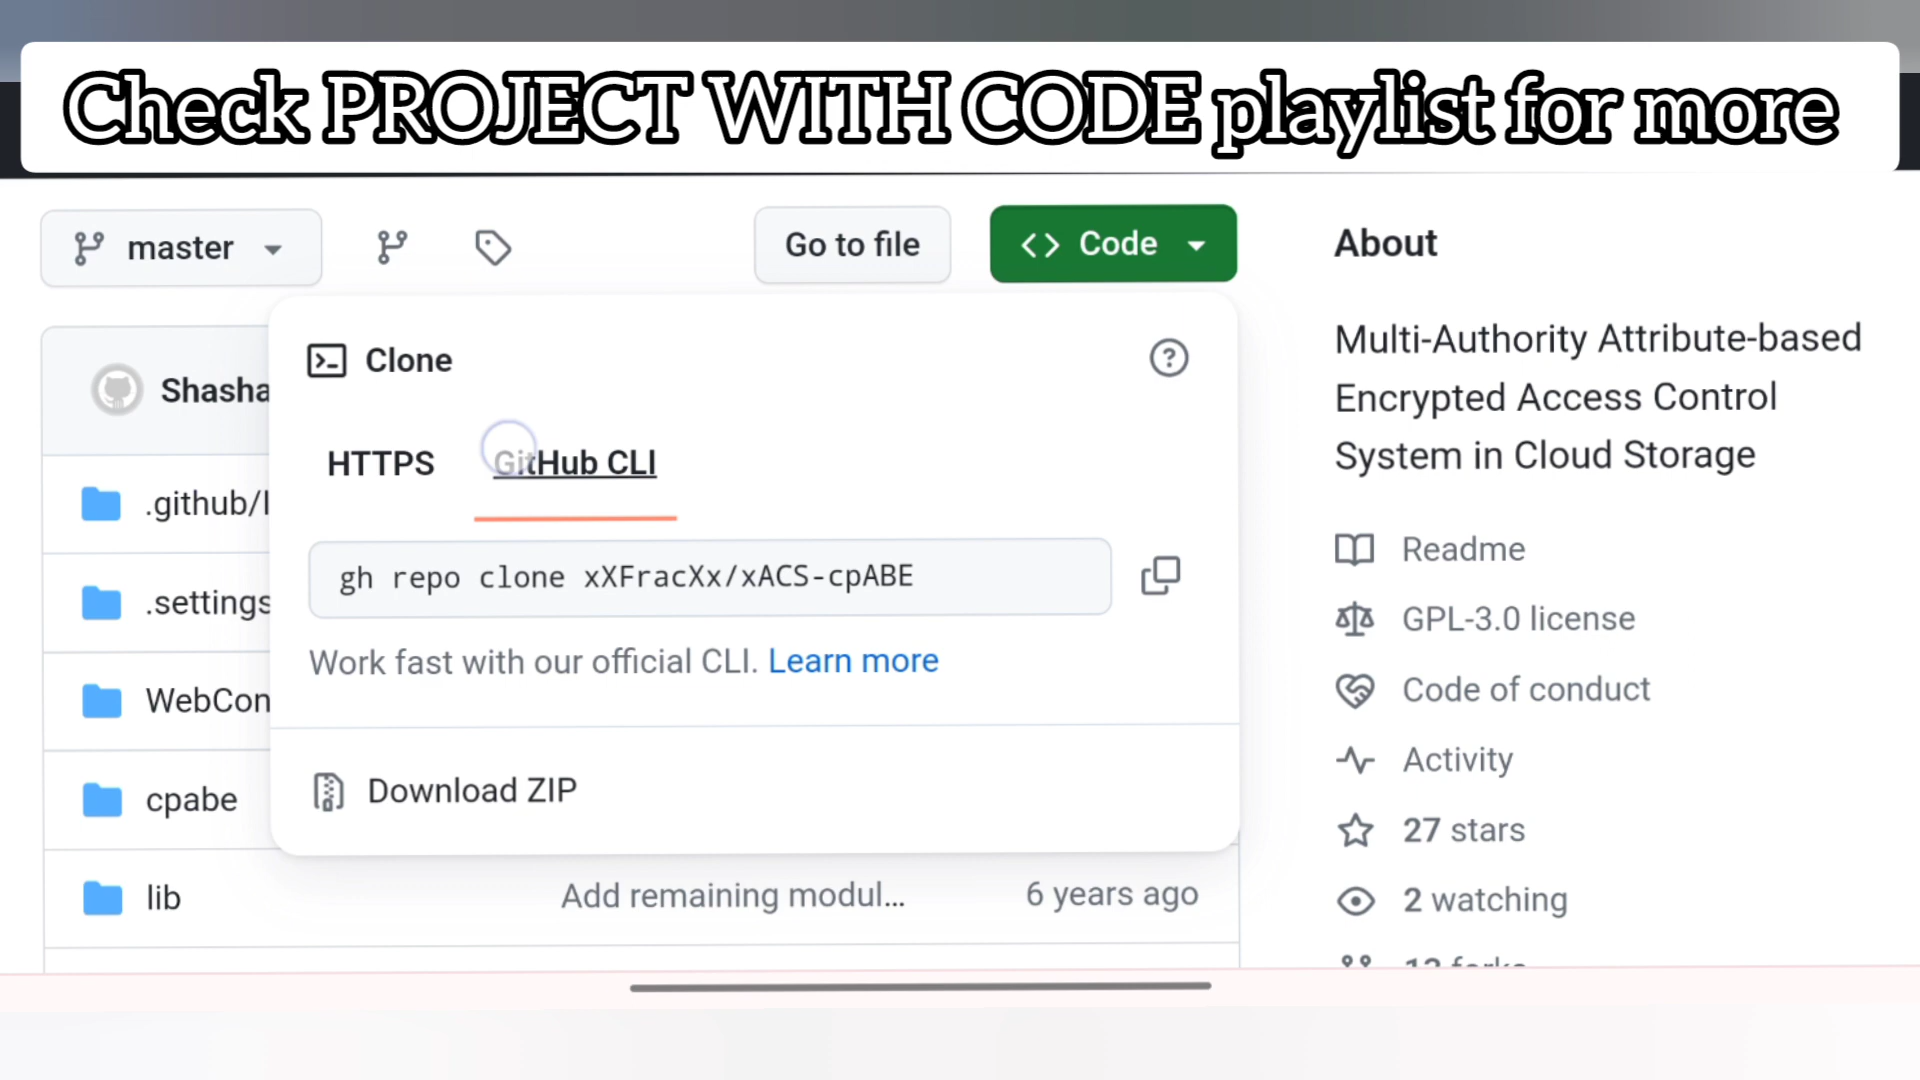 Check PROJECT WITH CODE playlist for more
master
Go to file
Code
About
Multi-Authority Attribute-based
Encrypted Access Control
System in Cloud Storage
Clone
Shasha
HTTPS
GitHub CLI
.github/I
gh repo clone xXFracXx/xACS-cpABE
Readme
.settings
GPL-3.0 license
Work fast with our official CLI. Learn more
WebCon
Code of conduct
Activity
cpabe
Download ZIP
27 stars
lib
Add remaining modul...
6 years ago
2 watching